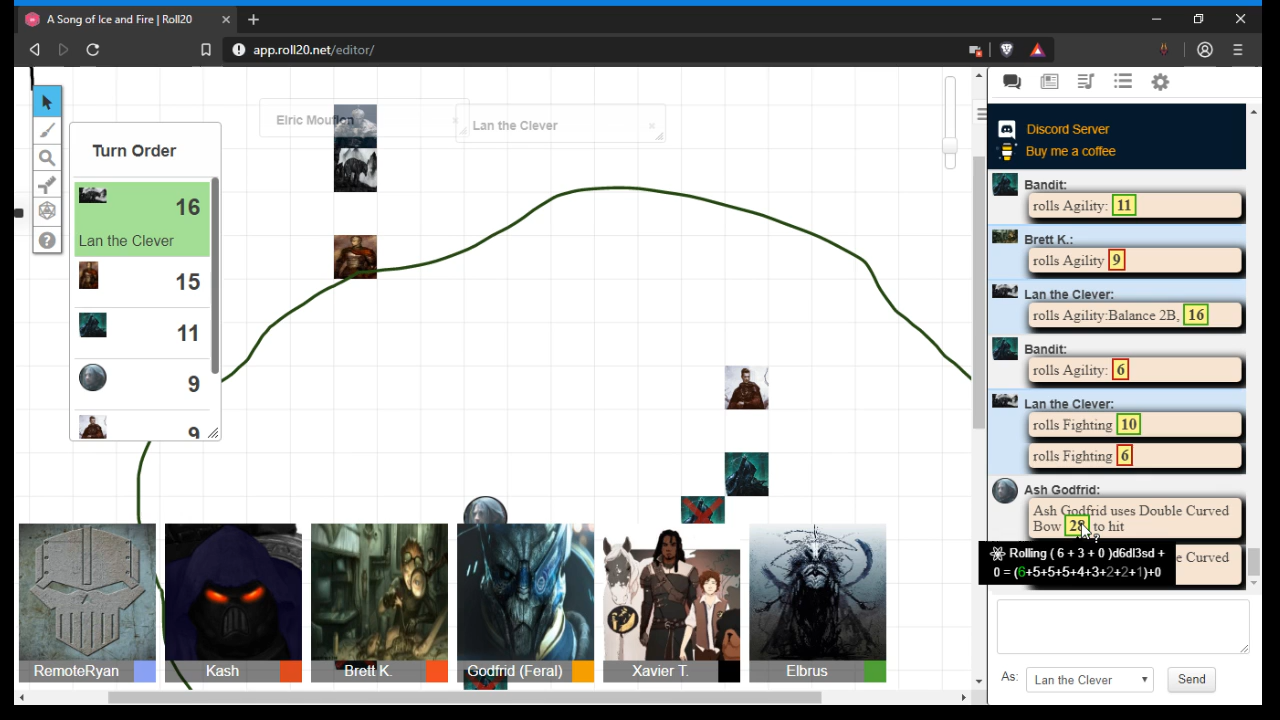 A Song of Ice and Fire | Roll20
app.roll20.net/editor/
Elric Mouflon
Lan the Clever
Turn Order
16
Lan the Clever
15
11
9
9
Discord Server
Buy me a coffee
Bandit:
rolls Agility: 11
Brett K.:
rolls Agility 9
Lan the Clever:
rolls Agility:Balance 2B, 16
Bandit:
rolls Agility: 6
Lan the Clever:
rolls Fighting 10
rolls Fighting 6
Ash Godfrid:
Ash Godfrid uses Double Curved
Bow 28 to hit
e Curved
Rolling ( 6 + 3 + 0 )d6dl3sd +
0 = (6+5+5+5+4+3+2+2+1)+0
RemoteRyan
Kash
Brett K.
Godfrid (Feral)
Xavier T.
Elbrus
As:
Lan the Clever
Send